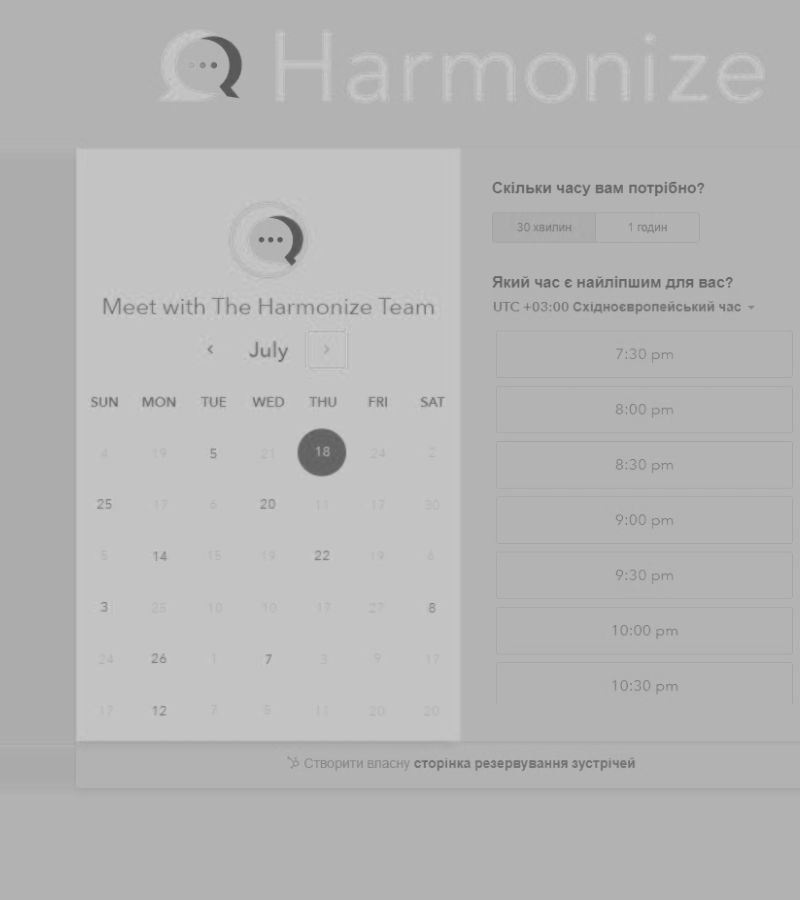 Harmonize
Meet with The Harmonize Team
July
SUN MON TUE WED THU FRI SAT
4 19 5 21 18 24 2
25 17 6 20 11 17 30
5 14 15 19 22 19 6
3 25 10 10 17 27 8
24 26 1 7 3 9 17
17 12 7 5 11 20 20
Скільки часу вам потрібно?
30 хвилин 1 годин
Який час є найліпшим для вас?
UTC +03:00 Східноєвропейський час
7:30 pm
8:00 pm
8:30 pm
9:00 pm
9:30 pm
10:00 pm
10:30 pm
Створити власну сторінка резервування зустрічей